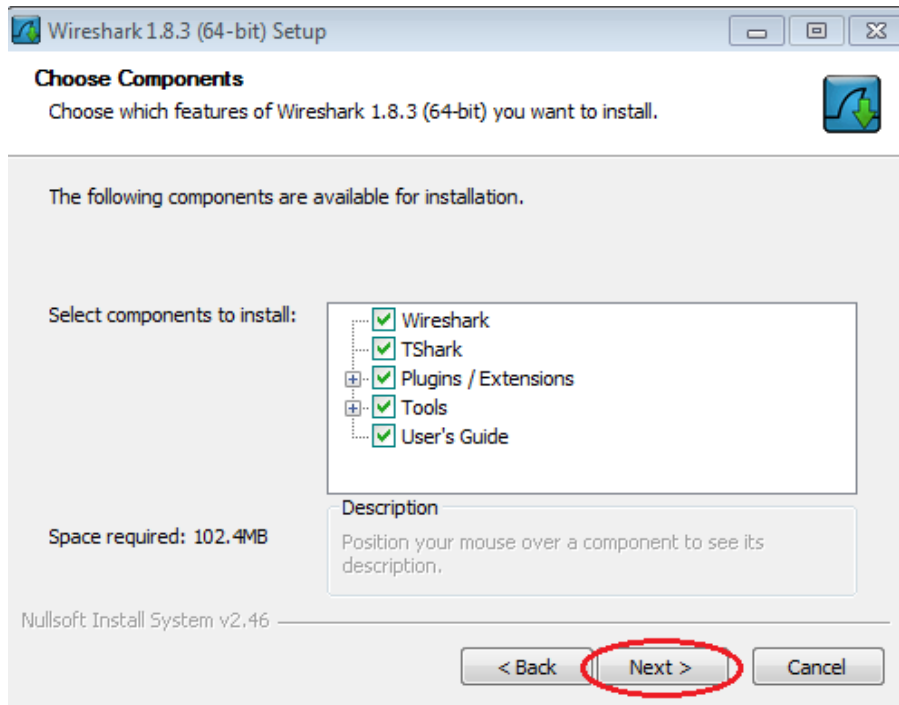 Wireshark 1.8.3 (64-bit) Setup
Choose Components
Choose which features of Wireshark 1.8.3 (64-bit) you want to install.
The following components are available for installation.
Select components to install:
Wireshark
TShark
Plugins / Extensions
Tools
User's Guide
Space required: 102.4MB
Description
Position your mouse over a component to see its
description.
Nullsoft Install System v2.46
< Back
Next >
Cancel